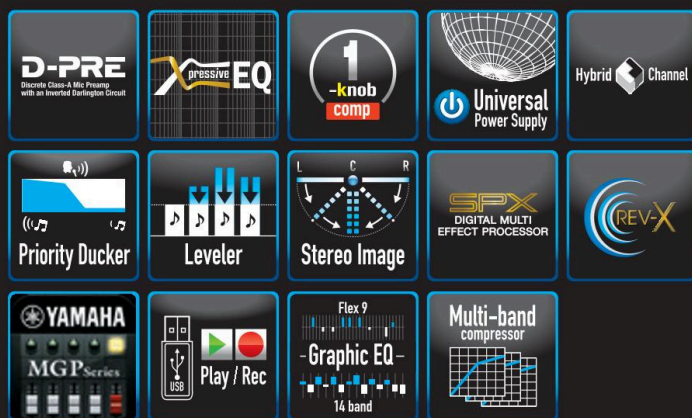 D-PRE
Discrete Class-A Mic Preamp
with an Inverted Darlington Circuit
Xpressive EQ
1
-knob
comp
Universal
Power Supply
Hybrid Channel
Priority Ducker
Leveler
L C R
Stereo Image
SPX
DIGITAL MULTI
EFFECT PROCESSOR
REV-X
YAMAHA
MGP Series
USB
Play / Rec
Flex 9
-Graphic EQ-
14 band
Multi-band
compressor